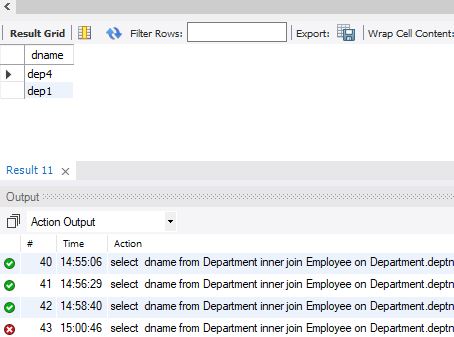 Result Grid Filter Rows: Export: Wrap Cell Content:
dname
dep4
dep1
Result 11
Output
Action Output
# Time Action
40 14:55:06 select dname from Department inner join Employee on Department.deptn
41 14:56:29 select dname from Department inner join Employee on Department.deptn
42 14:58:40 select dname from Department inner join Employee on Department.deptn
43 15:00:46 select dname from Department inner join Employee on Department.deptn